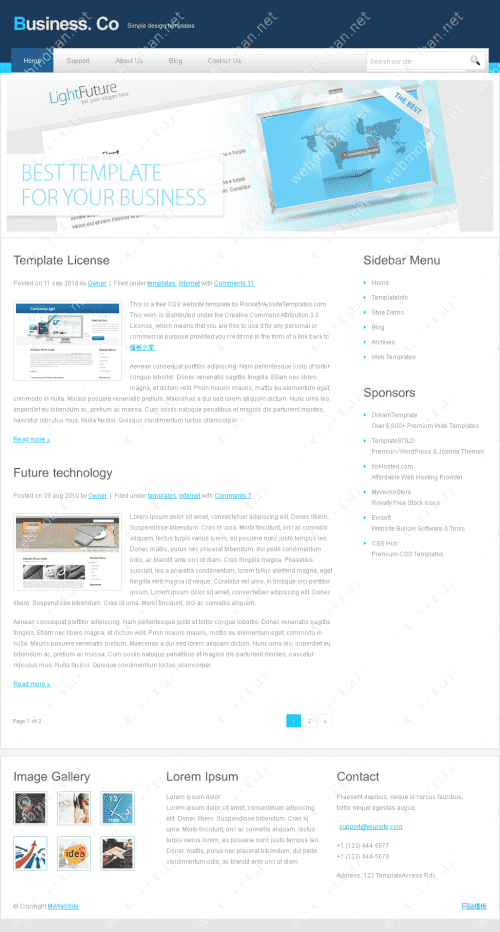 Business. Co
Simple design templates
Home Support About Us Blog Contact Us
Search our site
LightFuture
put your slogan here
THE BEST
BEST TEMPLATE
FOR YOUR BUSINESS
Template License
Posted on 11 sep 2010 by Owner | Filed under templates, internet with Comments 11
This is a free CSS website template by RocketWebsiteTemplates.com.
This work is distributed under the Creative Commons Attribution 3.0
License, which means that you are free to use it for any personal or
commercial purpose provided you credit me in the form of a link back to
模板之家
Aenean consequat porttitor adipiscing. Nam pellentesque justo ut tortor
congue lobortis. Donec venenatis sagittis fringilla. Etiam nec libero
magna, et dictum velit. Proin mauris mauris, mattis eu elementum eget,
commodo in nulla. Mauris posuere venenatis pretium. Maecenas a dui sed lorem aliquam dictum. Nunc urna leo,
imperdiet eu bibendum ac, pretium ac massa. Cum sociis natoque penatibus et magnis dis parturient montes,
nascetur ridiculus mus. Nulla facilisi. Quisque condimentum luctus ullamcorper.
Read more »
Future technology
Posted on 29 aug 2010 by Owner | Filed under templates, internet with Comments 7
Lorem ipsum dolor sit amet, consectetuer adipiscing elit. Donec libero.
Suspendisse bibendum. Cras id urna. Morbi tincidunt, orci ac convallis
aliquam, lectus turpis varius lorem, eu posuere nunc justo tempus leo.
Donec mattis, purus nec placerat bibendum, dui pede condimentum
odio, ac blandit ante orci ut diam. Cras fringilla magna. Phasellus
suscipit, leo a pharetra condimentum, lorem tellus eleifend magna, eget
fringilla velit magna id neque. Curabitur vel urna. In tristique orci porttitor
ipsum. Lorem ipsum dolor sit amet, consectetuer adipiscing elit. Donec
libero. Suspendisse bibendum. Cras id urna. Morbi tincidunt, orci ac convallis aliquam.
Aenean consequat porttitor adipiscing. Nam pellentesque justo ut tortor congue lobortis. Donec venenatis sagittis
fringilla. Etiam nec libero magna, et dictum velit. Proin mauris mauris, mattis eu elementum eget, commodo in
nulla. Mauris posuere venenatis pretium. Maecenas a dui sed lorem aliquam dictum. Nunc urna leo, imperdiet eu
bibendum ac, pretium ac massa. Cum sociis natoque penatibus et magnis dis parturient montes, nascetur
ridiculus mus. Nulla facilisi. Quisque condimentum luctus ullamcorper.
Read more »
Page 1 of 2
1 2 »
Sidebar Menu
Home
TemplateInfo
Style Demo
Blog
Archives
Web Templates
Sponsors
DreamTemplate
Over 6,000+ Premium Web Templates
TemplateSOLD
Premium WordPress & Joomla Themes
ImHosted.com
Affordable Web Hosting Provider
MyVectorStore
Royalty Free Stock Icons
Evrsoft
Website Builder Software & Tools
CSS Hub
Premium CSS Templates
Image Gallery
12
idea
Lorem Ipsum
Lorem ipsum dolor
Lorem ipsum dolor sit amet, consectetuer adipiscing
elit. Donec libero. Suspendisse bibendum. Cras id
urna. Morbi tincidunt, orci ac convallis aliquam, lectus
turpis varius lorem, eu posuere nunc justo tempus leo.
Donec mattis, purus nec placerat bibendum, dui pede
condimentum odio, ac blandit ante orci ut diam.
Contact
Praesent dapibus, neque id cursus faucibus,
tortor neque egestas augue.
support@yoursite.com
+1 (123) 444-5677
+1 (123) 444-5678
Address: 123 TemplateAccess Rd1
© Copyright MyWebSite.
网站模板